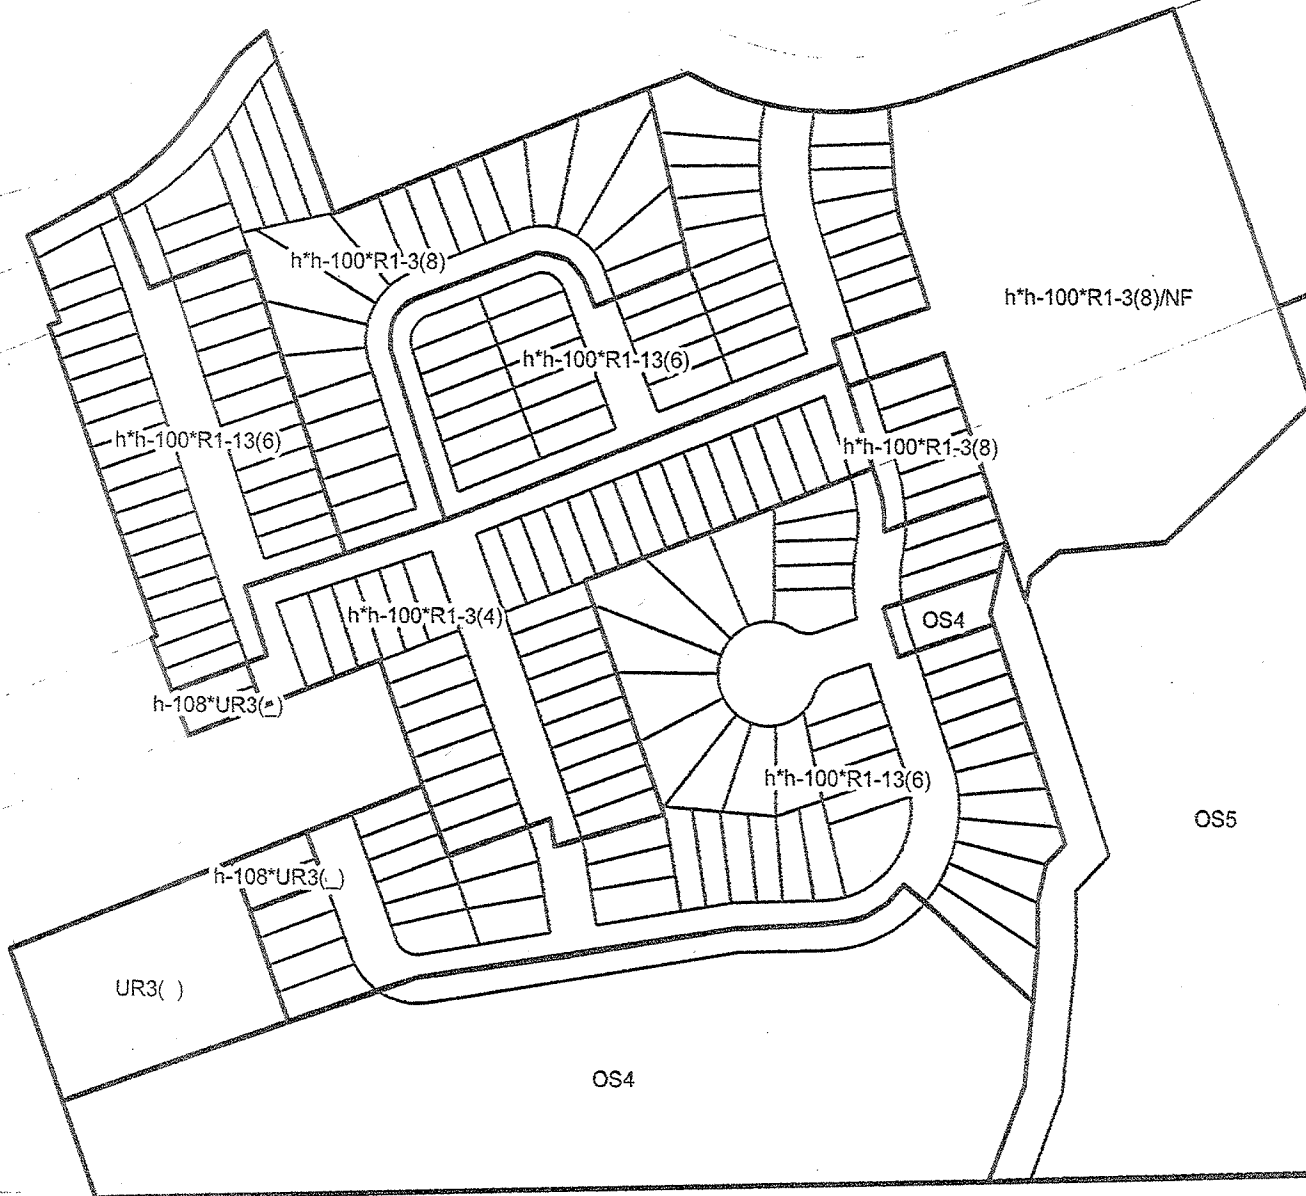 h*h-100*R1-3(8)
h*h-100*R1-3(8)/NF
h*h-100*R1-13(6)
h*h-100*R1-13(6)
h*h-100*R1-3(8)
h*h-100*R1-3(4)
OS4
h-108*UR3(_)
h*h-100*R1-13(6)
OS5
h-108*UR3(_)
UR3( )
OS4